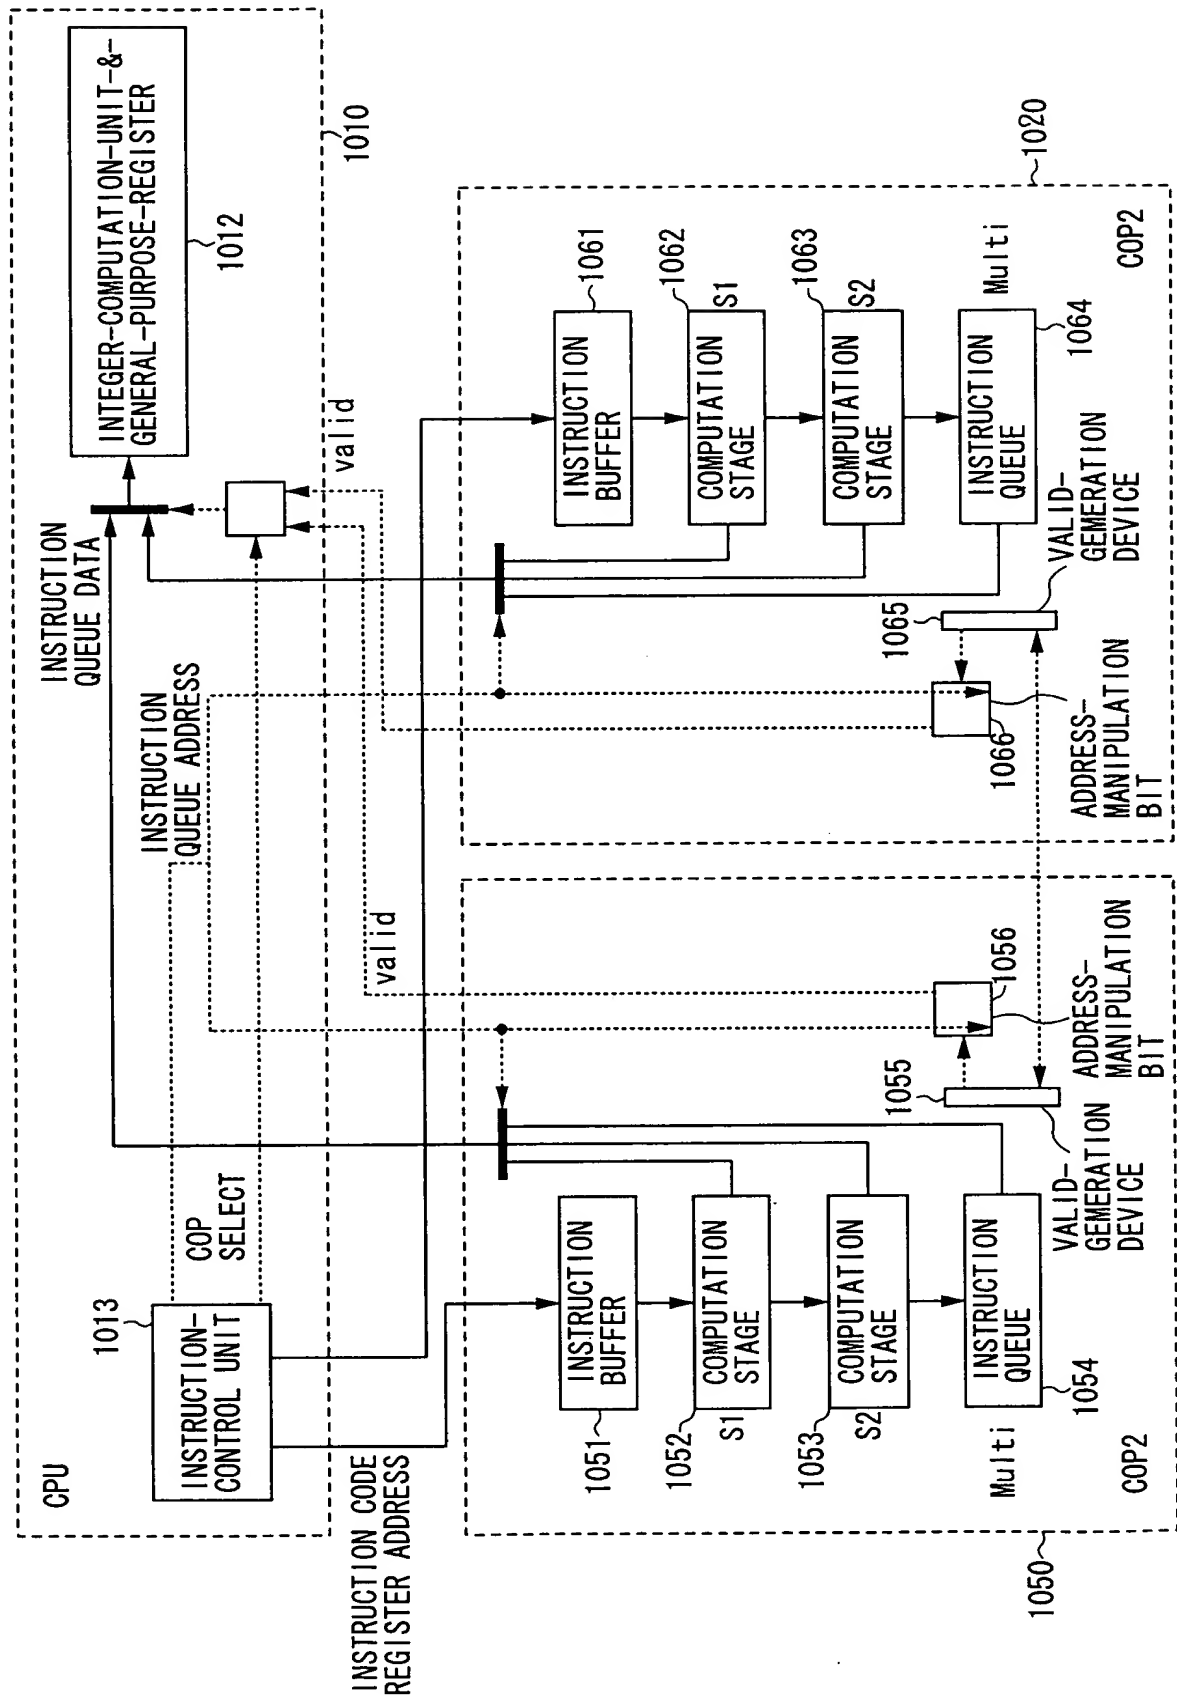 CPU
1013
INSTRUCTION-
CONTROL UNIT
COP
SELECT
INSTRUCTION
QUEUE ADDRESS
INSTRUCTION
QUEUE DATA
INTEGER-COMPUTATION-UNIT-&-
GENERAL-PURPOSE-REGISTER
1012
valid
valid
1010
INSTRUCTION CODE
REGISTER ADDRESS
1051
INSTRUCTION
BUFFER
1052
S1
COMPUTATION
STAGE
1053
S2
COMPUTATION
STAGE
Multi
INSTRUCTION
QUEUE
1054
1055
VALID-
GEMERATION
DEVICE
1056
ADDRESS-
MANIPULATION
BIT
COP2
1050
INSTRUCTION
BUFFER
1061
COMPUTATION
STAGE
1062
S1
COMPUTATION
STAGE
1063
S2
INSTRUCTION
QUEUE
Multi
1064
1065
VALID-
GEMERATION
DEVICE
1066
ADDRESS-
MANIPULATION
BIT
COP2
1020